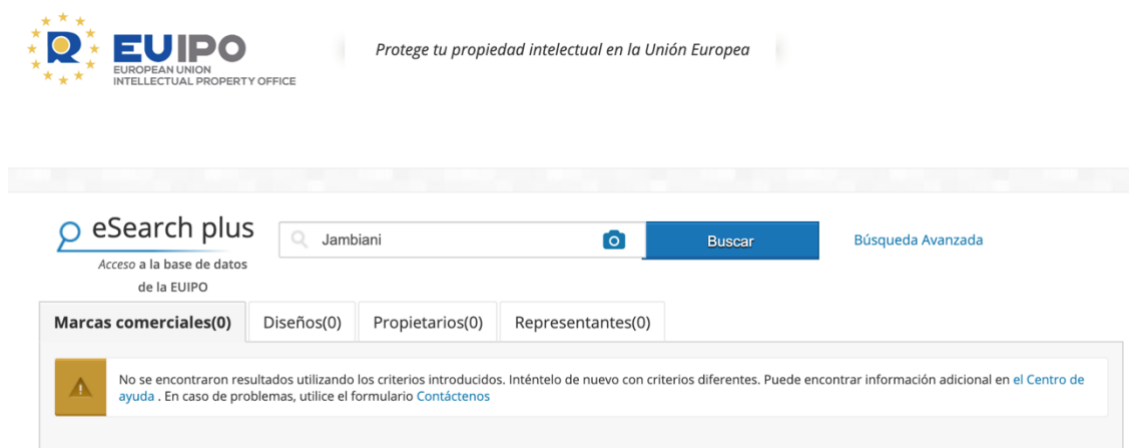 EUIPO
EUROPEAN UNION
INTELLECTUAL PROPERTY OFFICE
Protege tu propiedad intelectual en la Unión Europea
eSearch plus
Acceso a la base de datos
de la EUIPO
Jambiani
Buscar
Búsqueda Avanzada
Marcas comerciales(0)
Diseños(0)
Propietarios(0)
Representantes(0)
No se encontraron resultados utilizando los criterios introducidos. Inténtelo de nuevo con criterios diferentes. Puede encontrar información adicional en el Centro de
ayuda . En caso de problemas, utilice el formulario Contáctenos